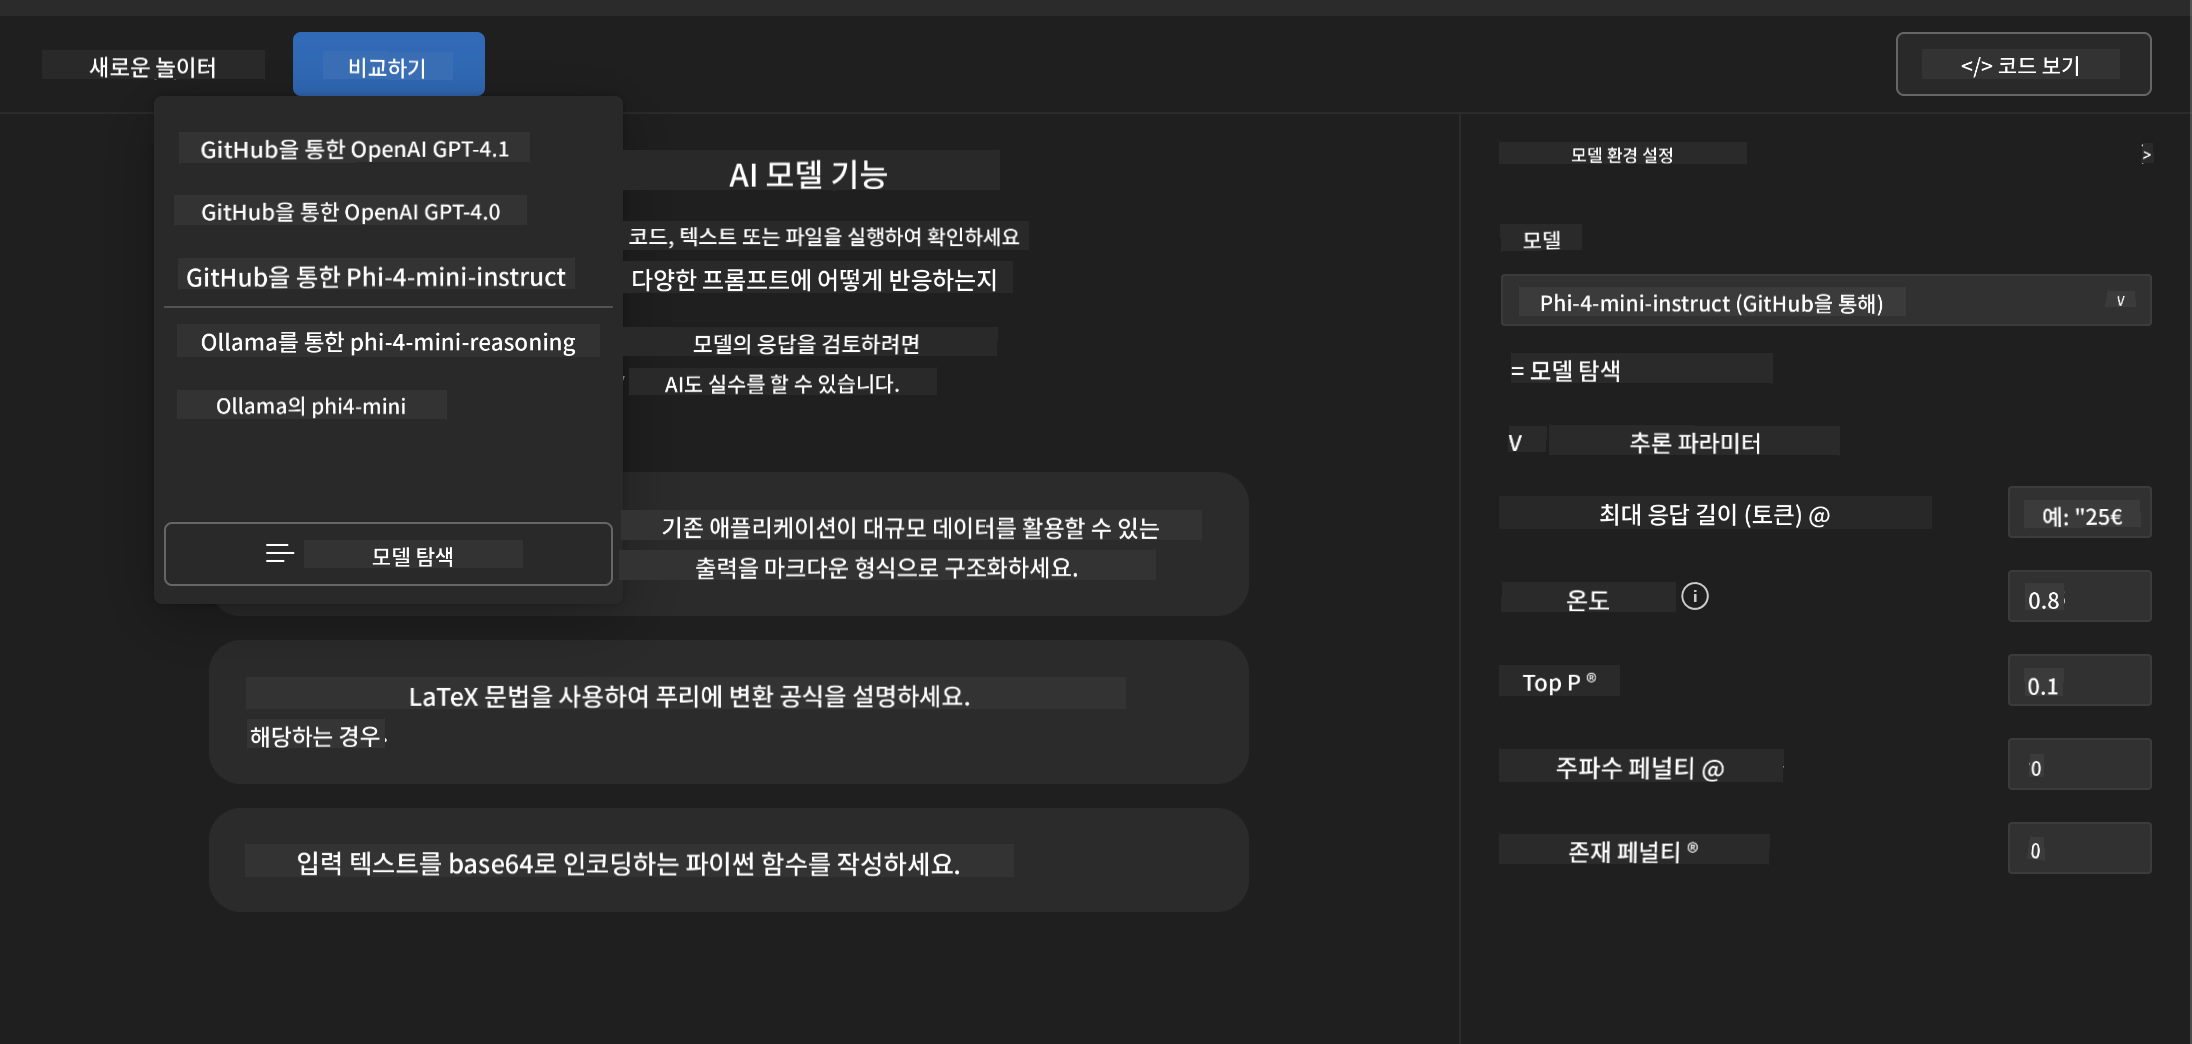 새로운 놀이터
비교하기
</> 코드 보기
GitHub을 통한 OpenAI GPT-4.1
GitHub을 통한 OpenAI GPT-4.0
GitHub을 통한 Phi-4-mini-instruct
Ollama를 통한 phi-4-mini-reasoning
Ollama의 phi4-mini
모델 탐색
AI 모델 기능
코드, 텍스트 또는 파일을 실행하여 확인하세요
다양한 프롬프트에 어떻게 반응하는지
모델의 응답을 검토하려면
AI도 실수를 할 수 있습니다.
기존 애플리케이션이 대규모 데이터를 활용할 수 있는
출력을 마크다운 형식으로 구조화하세요.
LaTeX 문법을 사용하여 푸리에 변환 공식을 설명하세요.
해당하는 경우.
입력 텍스트를 base64로 인코딩하는 파이썬 함수를 작성하세요.
모델 환경 설정 >
모델
Phi-4-mini-instruct (GitHub을 통해) v
= 모델 탐색
V 추론 파라미터
최대 응답 길이 (토큰) @ 예: "25€
온도 i 0.8
Top P ® 0.1
주파수 페널티 @ 0
존재 페널티 ® 0